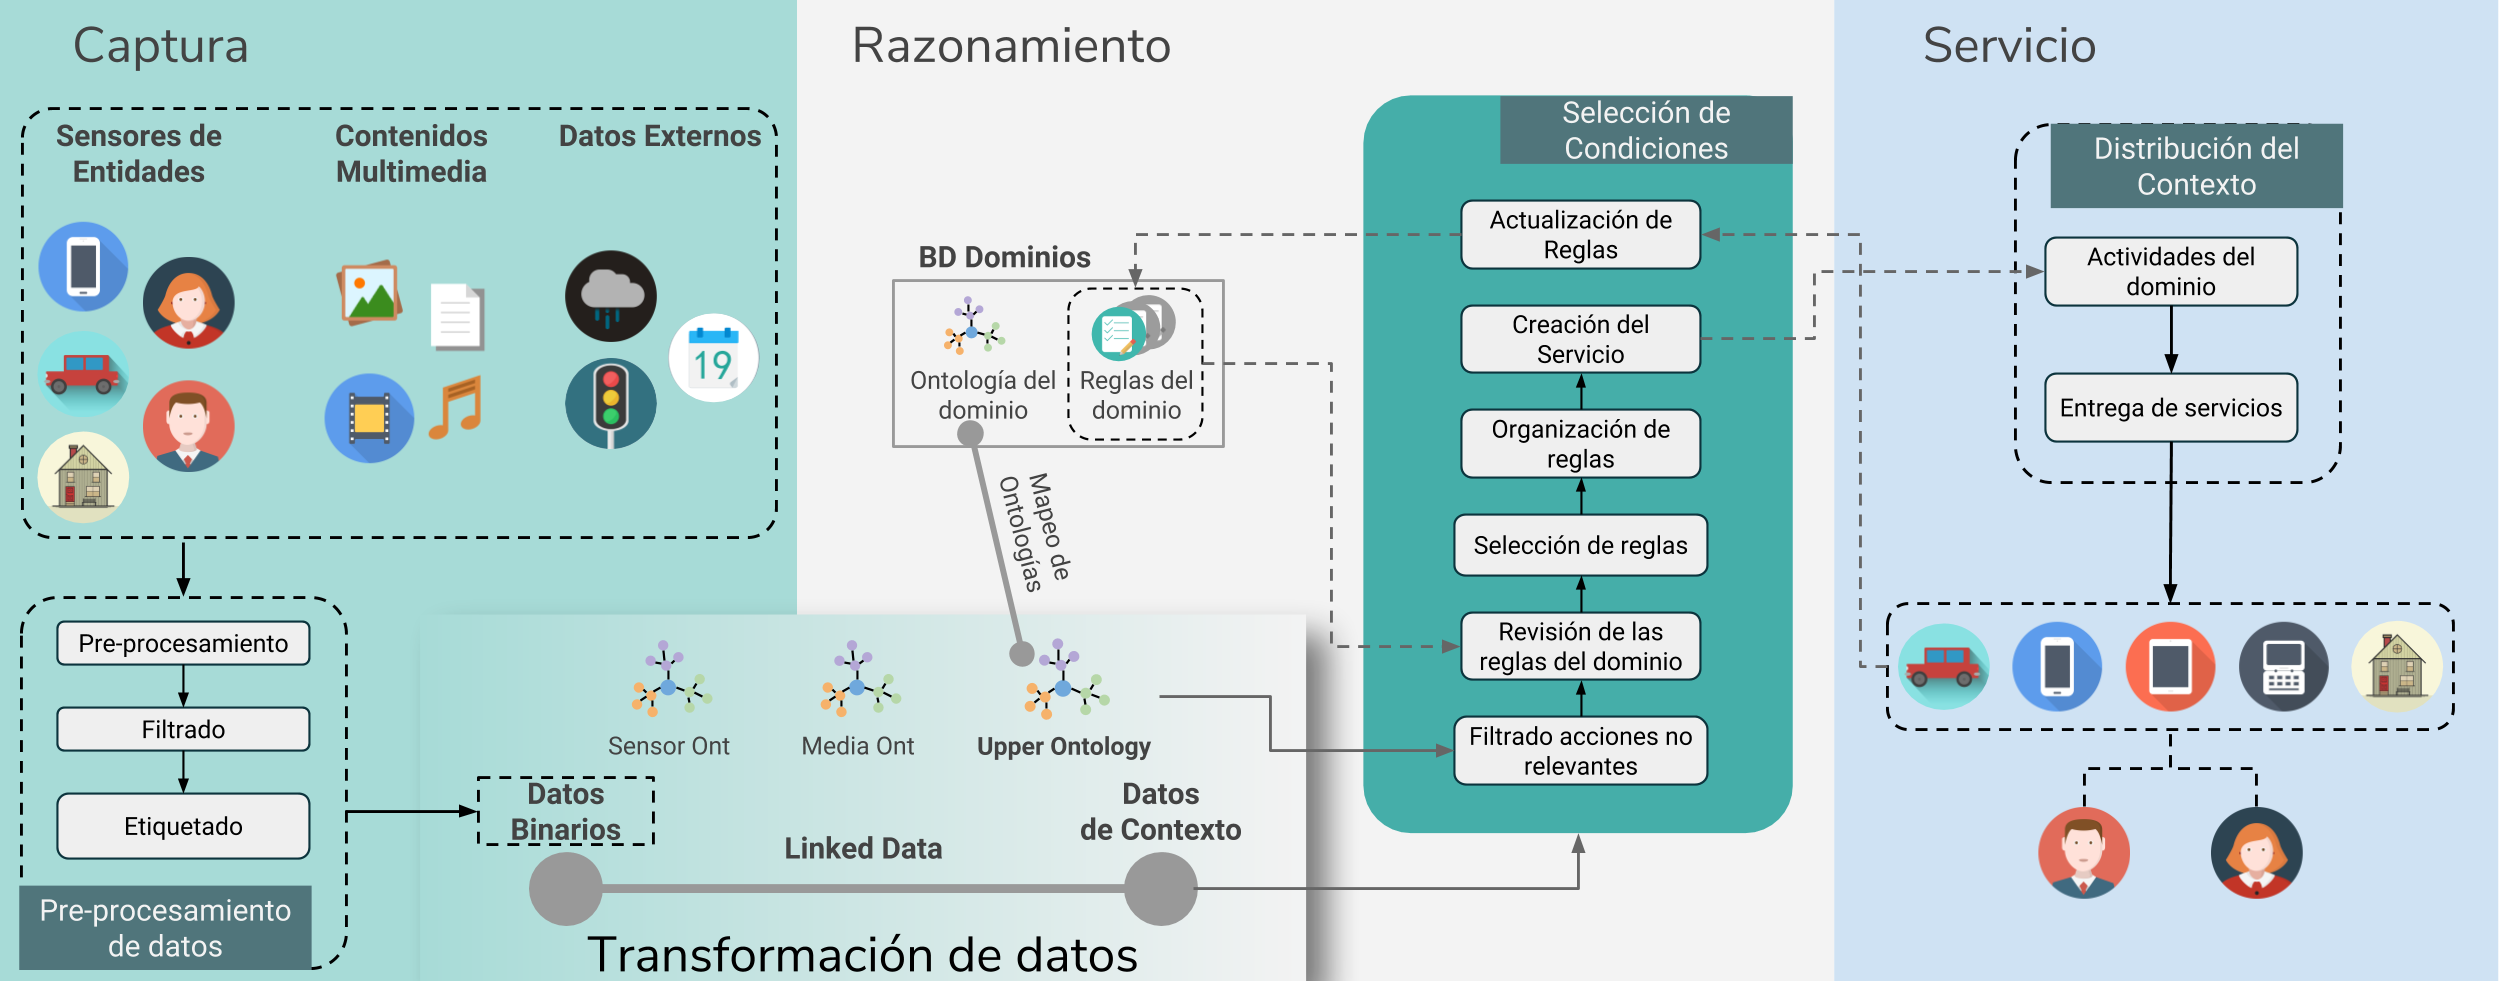 Captura
Sensores de
Entidades
Contenidos
Multimedia
Datos Externos
19
Pre-procesamiento
Filtrado
Etiquetado
Pre-procesamiento
de datos
Razonamiento
BD Dominios
Ontología del
dominio
Reglas del
dominio
Mapeo de
Ontologías
Sensor Ont
Media Ont
Upper Ontology
Datos
Binarios
Linked Data
Datos
de Contexto
Transformación de datos
Selección de
Condiciones
Actualización de
Reglas
Creación del
Servicio
Organización de
reglas
Selección de reglas
Revisión de las
reglas del dominio
Filtrado acciones no
relevantes
Servicio
Distribución del
Contexto
Actividades del
dominio
Entrega de servicios